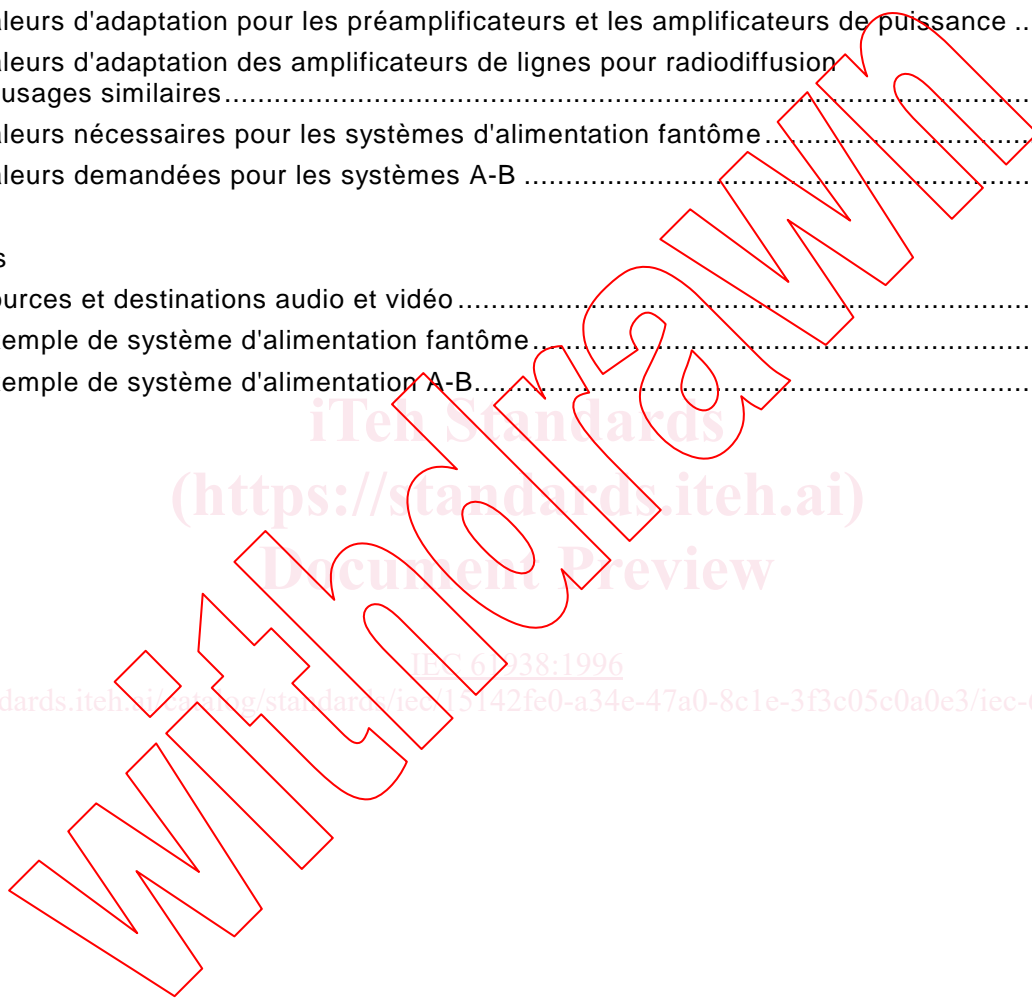 aleurs d'adaptation pour les préamplificateurs et les amplificateurs de puissance ..
aleurs d'adaptation des amplificateurs de lignes pour radiodiffusion
usages similaires
aleurs nécessaires pour les systèmes d'alimentation fantôme
aleurs demandées pour les systèmes A-B
s
ources et destinations audio et vidéo
emple de système d'alimentation fantôme
emple de système d'alimentation A-B
iTeh Standards
(https://standards.iteh.ai)
Document Preview
IEC 61938:1996
dards.iteh.ai/catalog/standards/iec/15142fe0-a34e-47a0-8c1e-3f3c05c0a0e3/iec-
withdrawn